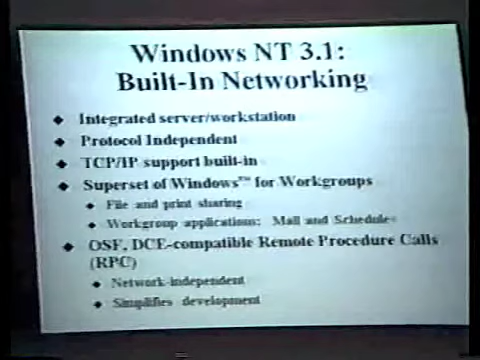 Windows NT 3.1:
Built-In Networking
◆ Integrated server/workstation
◆ Protocol Independent
◆ TCP/IP support built-in
◆ Superset of Windows™ for Workgroups
◆ File and print sharing
◆ Workgroup applications: Mail and Schedule+
◆ OSF, DCE-compatible Remote Procedure Calls
(RPC)
◆ Network-independent
◆ Simplifies development